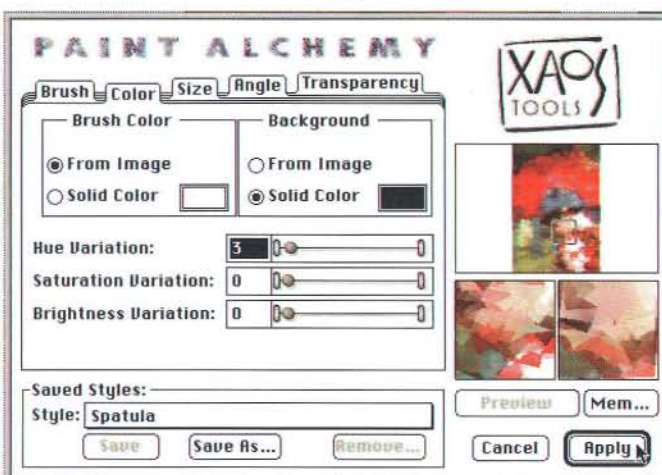 PAINT ALCHEMY
Brush Color Size Angle Transparency
Brush Color
From Image
Solid Color
Background
From Image
Solid Color
Hue Variation: 3
Saturation Variation: 0
Brightness Variation: 0
Saved Styles:
Style: Spatula
Save Save As... Remove...
XAOS
TOOLS
Preview Mem...
Cancel Apply